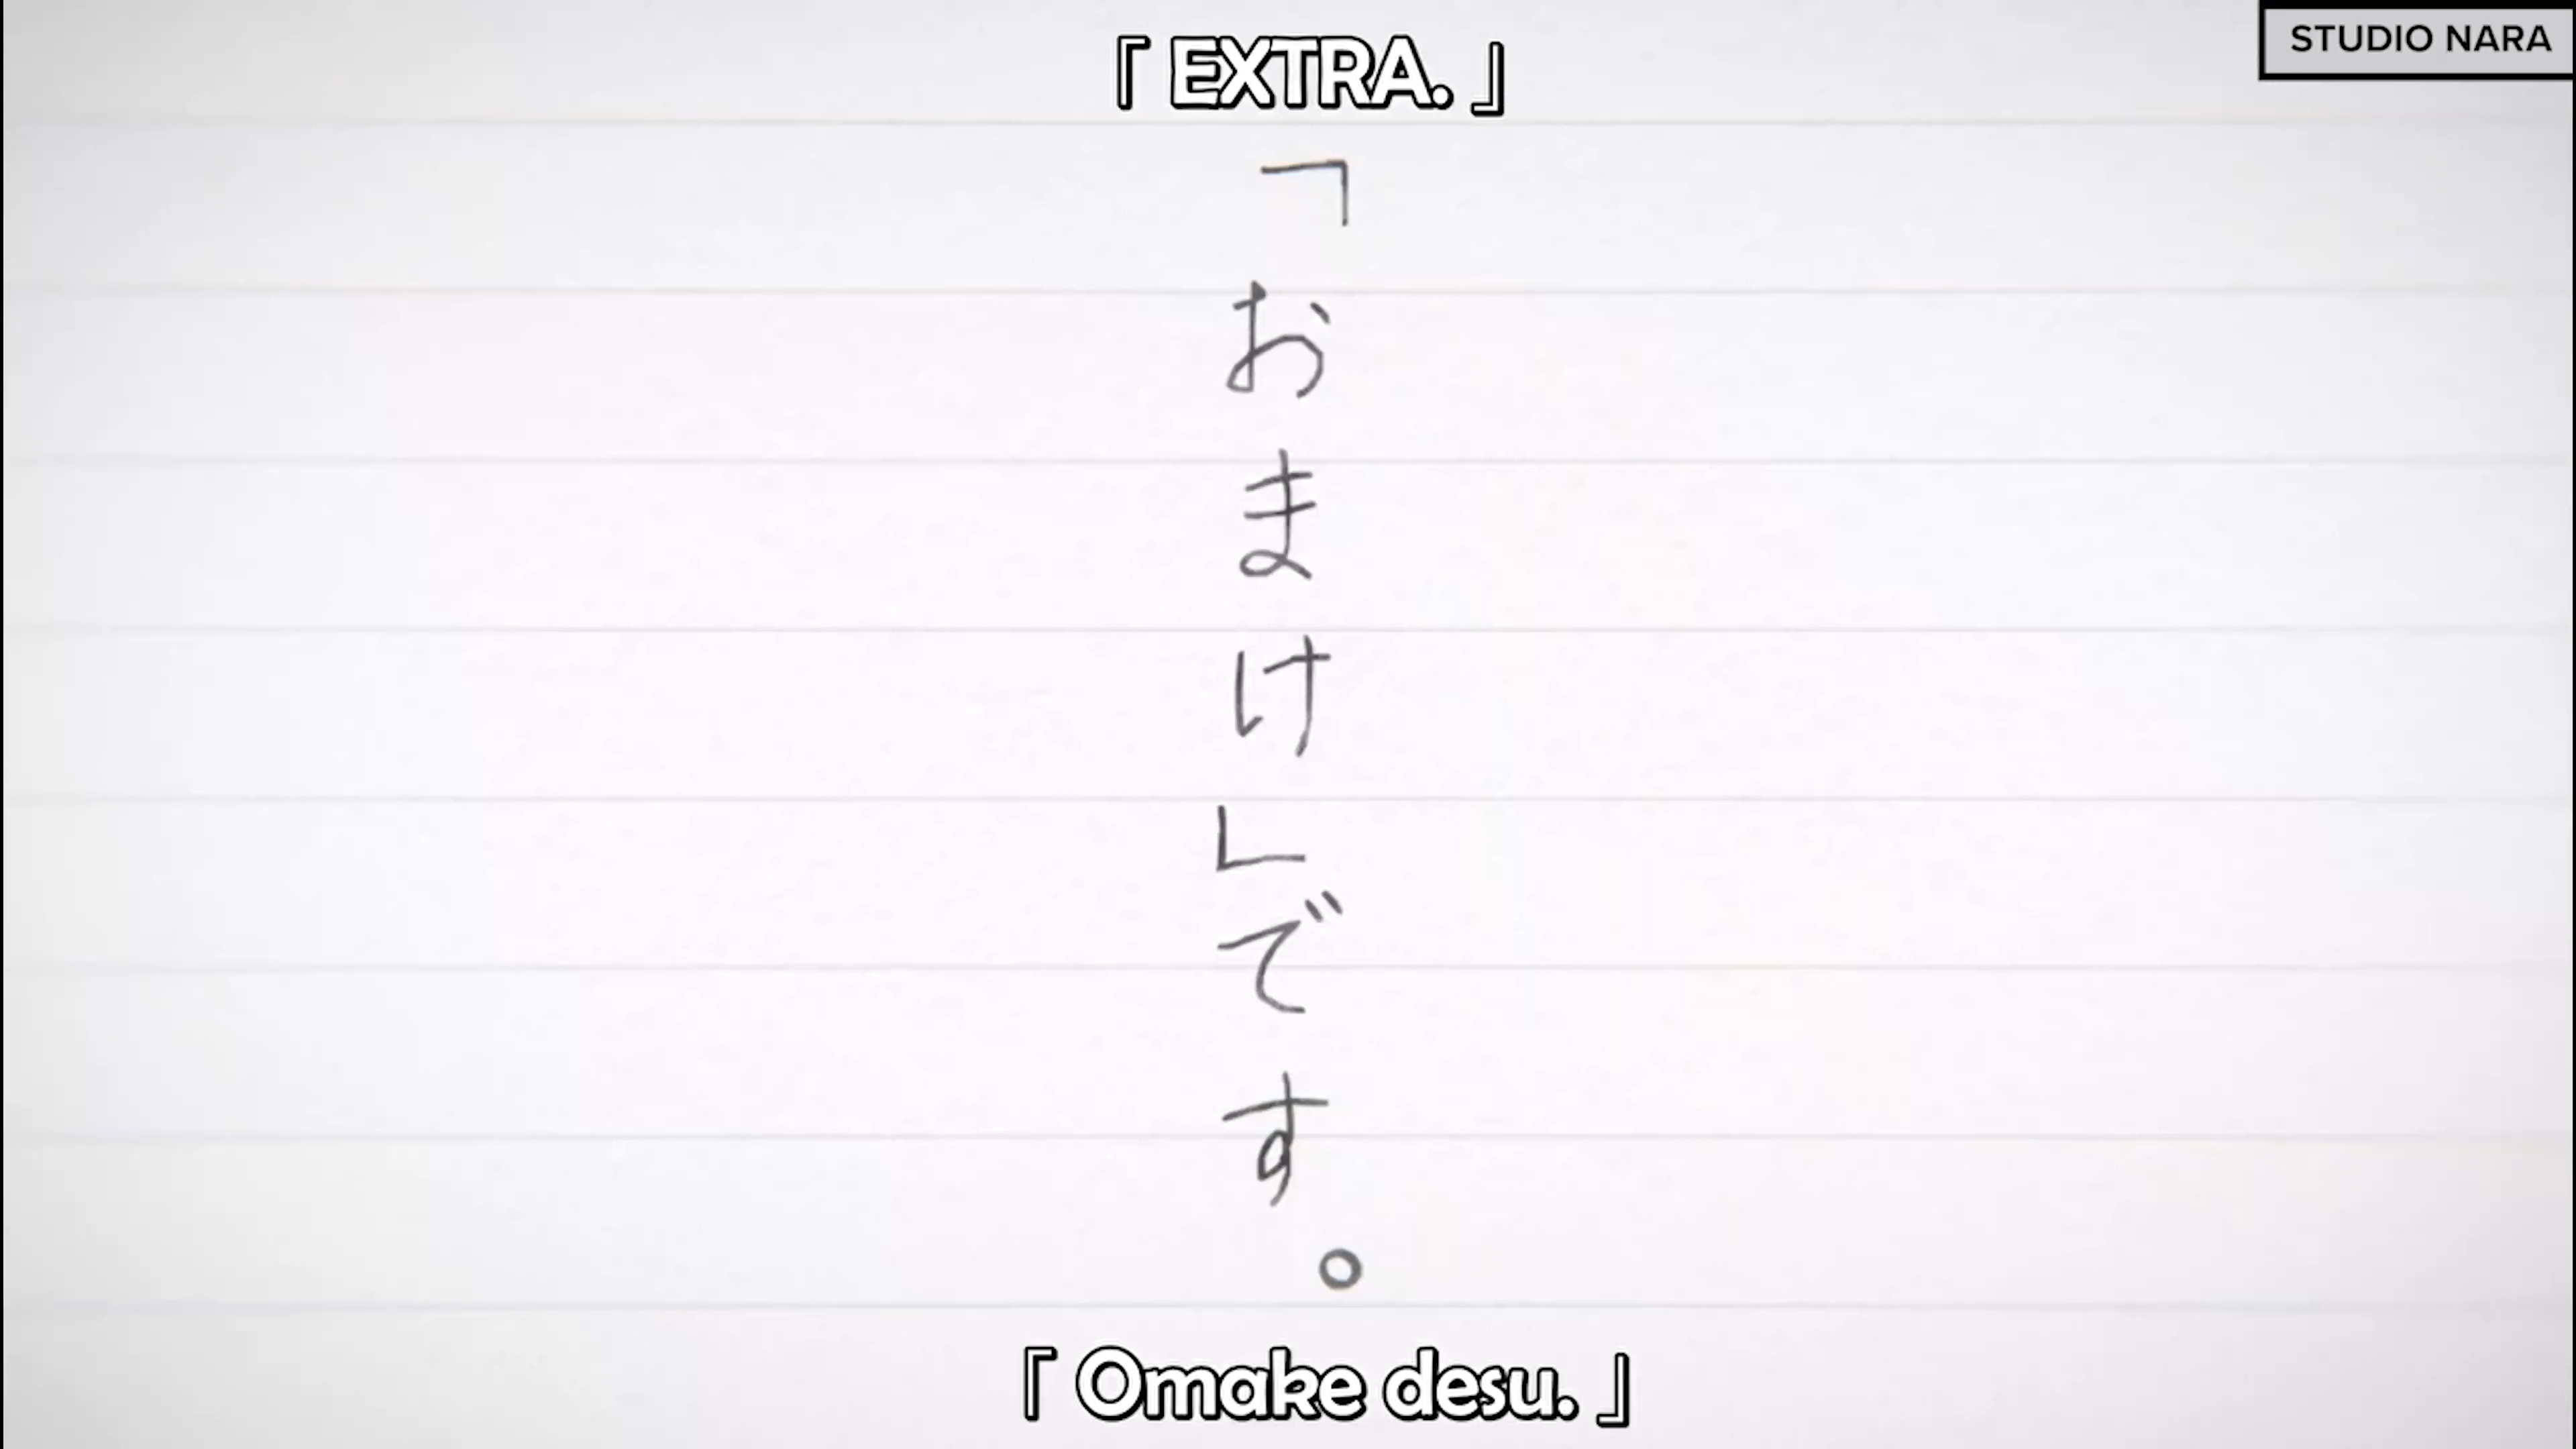 『 EXTRA. 』
STUDIO NARA
「おまけ」です。
『 Omake desu. 』